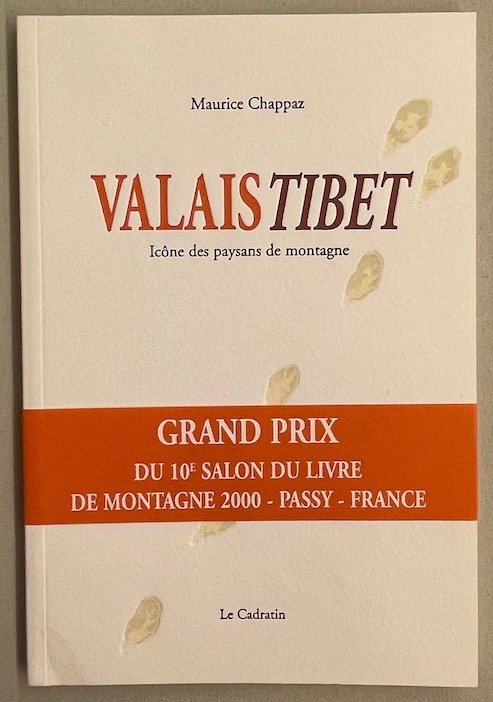 Maurice Chappaz
VALAIS TIBET
Icône des paysans de montagne
GRAND PRIX
DU 10E SALON DU LIVRE
DE MONTAGNE 2000 - PASSY - FRANCE
Le Cadratin